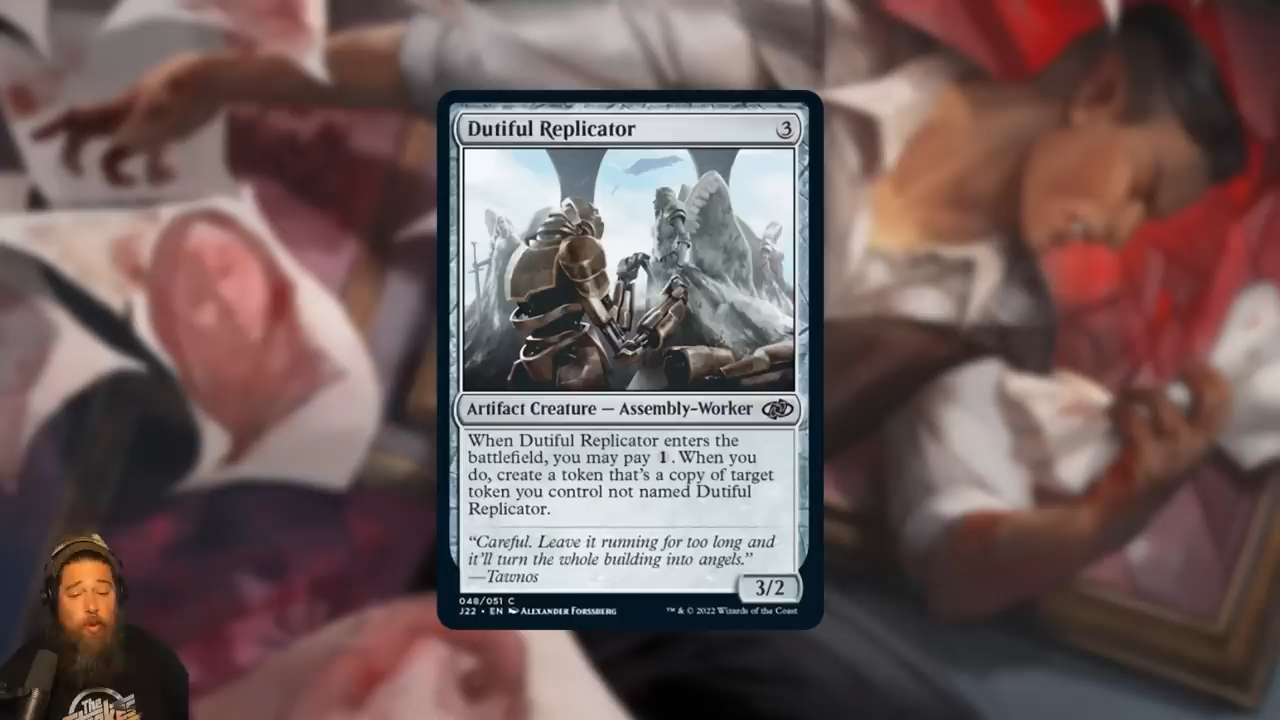 Dutiful Replicator 3
Artifact Creature — Assembly-Worker
When Dutiful Replicator enters the
battlefield, you may pay 1. When you
do, create a token that's a copy of target
token you control not named Dutiful
Replicator.
“Careful. Leave it running for too long and
it'll turn the whole building into angels.”
—Tawnos
3/2
048/051 C
J22 • EN ALEXANDER FORSSBERG
™ & © 2022 Wizards of the Coast
The